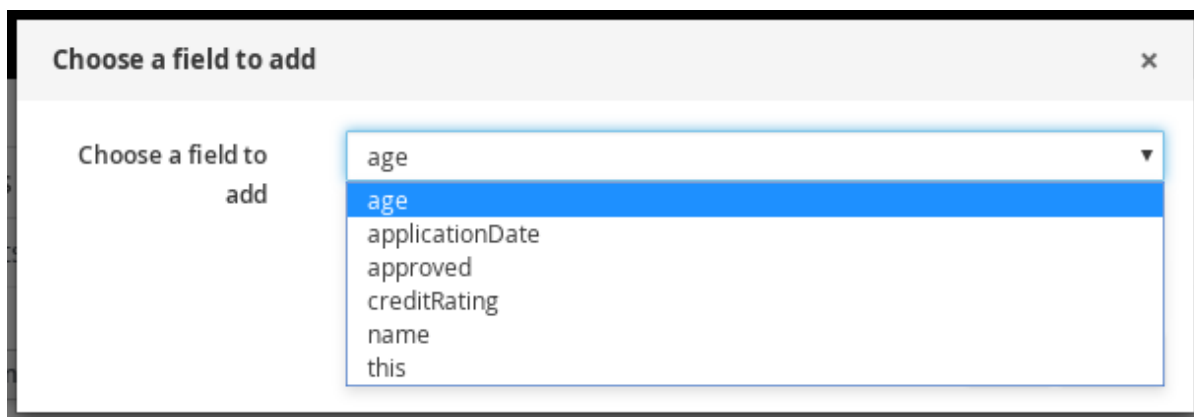 Choose a field to add
×
Choose a field to
add
age
age
applicationDate
approved
creditRating
name
this